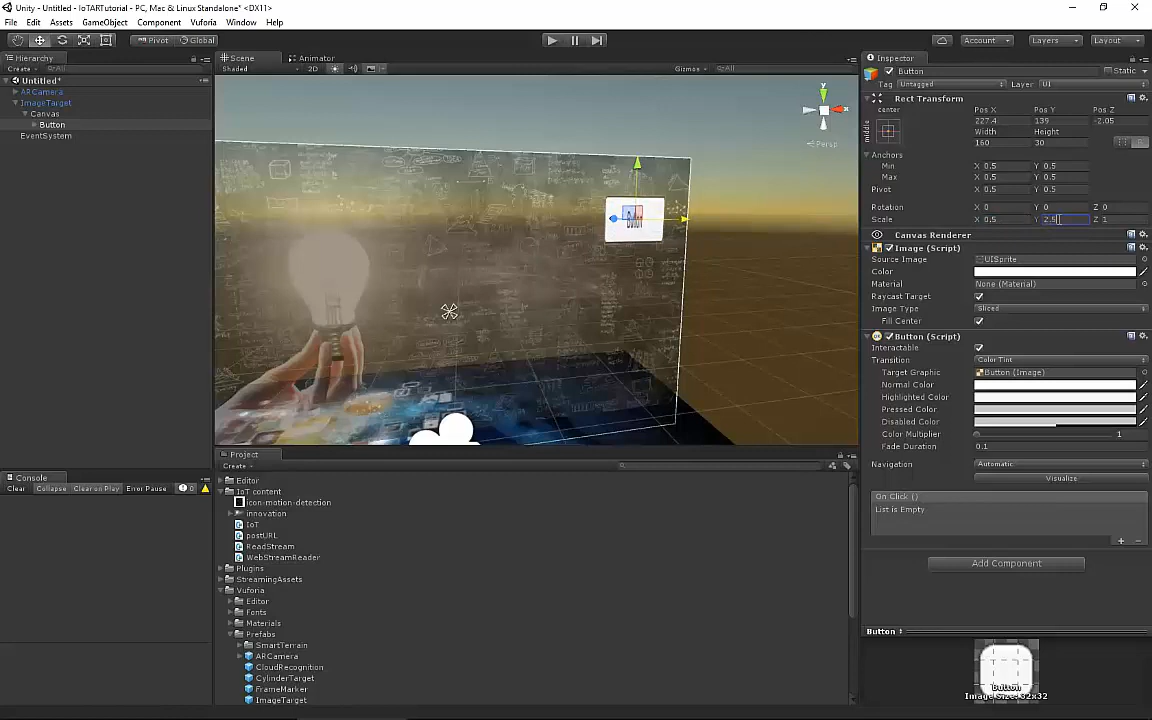 Unity - Untitled - IoTARTutorial - PC, Mac & Linux Standalone* <DX11>
File Edit Assets GameObject Component Vuforia Window Help
Pivot Global Account Layers Layout
Hierarchy
Create All
Untitled*
ARCamera
ImageTarget
Canvas
Button
EventSystem
Scene Animator
Shaded 2D Gizmos All
y
Persp
Button
Inspector
Button Static
Tag Untagged Layer UI
Rect Transform
center
middle
Pos X Pos Y Pos Z
227.4 139 -2.05
Width Height
160 30
R
Anchors
Min X 0.5 Y 0.5
Max X 0.5 Y 0.5
Pivot X 0.5 Y 0.5
Rotation X 0 Y 0 Z 0
Scale X 0.5 Y 2.5 Z 1
Canvas Renderer
Image (Script)
Source Image UISprite
Color
Material None (Material)
Raycast Target
Image Type Sliced
Fill Center
Button (Script)
Interactable
Transition Color Tint
Target Graphic Button (Image)
Normal Color
Highlighted Color
Pressed Color
Disabled Color
Color Multiplier 1
Fade Duration 0.1
Navigation Automatic
Visualize
On Click ()
List is Empty
+ −
Add Component
Button
Button
Image Size: 32x32
Console
Clear Collapse Clear on Play Error Pause 0
Project
Create
Editor
IoT content
icon-motion-detection
innovation
IoT
postURL
ReadStream
WebStreamReader
Plugins
StreamingAssets
Vuforia
Editor
Fonts
Materials
Prefabs
SmartTerrain
ARCamera
CloudRecognition
CylinderTarget
FrameMarker
ImageTarget